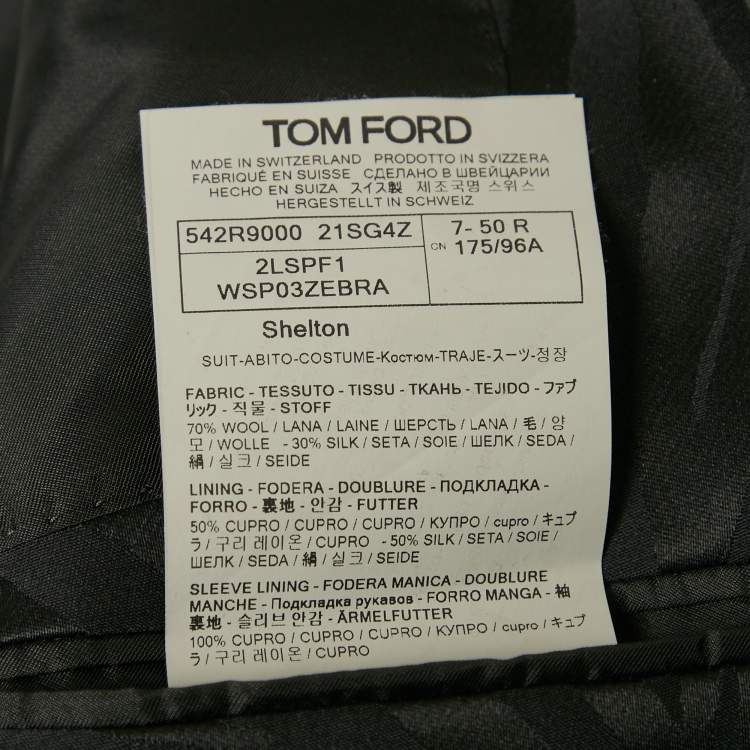 TOM FORD
MADE IN SWITZERLAND PRODOTTO IN SVIZZERA
FABRIQUÉ EN SUISSE СДЕЛАНО В ШВЕЙЦАРИИ
HECHO EN SUIZA スイス製 제조국명 스위스
HERGESTELLT IN SCHWEIZ
542R9000 21SG4Z
7- 50 R
CN 175/96A
2LSPF1
WSP03ZEBRA
Shelton
SUIT-ABITO-COSTUME-Костюм-TRAJE-スーツ-정장
FABRIC - TESSUTO - TISSU - ТКАНЬ - TEJIDO - ファブ
リック - 직물 - STOFF
70% WOOL / LANA / LAINE / ШЕРСТЬ / LANA / 毛 / 양
모 / WOLLE - 30% SILK / SETA / SOIE / ШЕЛК / SEDA /
絹 / 실크 / SEIDE
LINING - FODERA - DOUBLURE - ПОДКЛАДКА -
FORRO - 裏地 - 안감 - FUTTER
50% CUPRO / CUPRO / CUPRO / КУПРО / cupro / キュプ
ラ / 구리 레이온 / CUPRO - 50% SILK / SETA / SOIE /
ШЕЛК / SEDA / 絹 / 실크 / SEIDE
SLEEVE LINING - FODERA MANICA - DOUBLURE
MANCHE - Подкладка рукавов - FORRO MANGA - 袖
裏地 - 슬리브 안감 - ÄRMELFUTTER
100% CUPRO / CUPRO / CUPRO / КУПРО / cupro / キュプ
ラ / 구리 레이온 / CUPRO